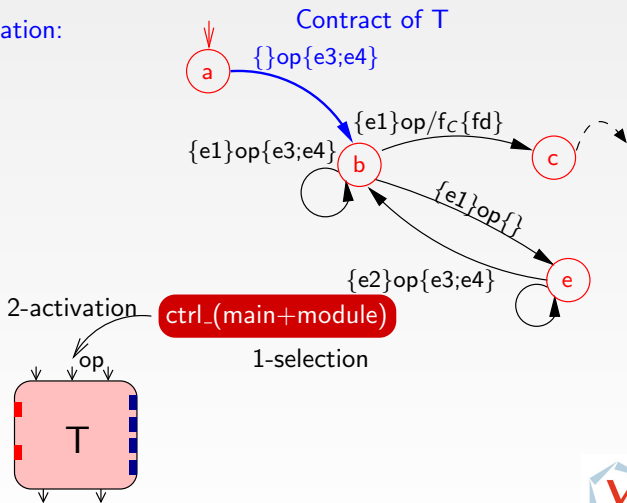 ation:
Contract of T
{}op{e3;e4}
a
{e1}op/f_C{fd}
{e1}op{e3;e4}
b
c
{e1}op{}
{e2}op{e3;e4}
e
2-activation
ctrl_(main+module)
op
1-selection
T